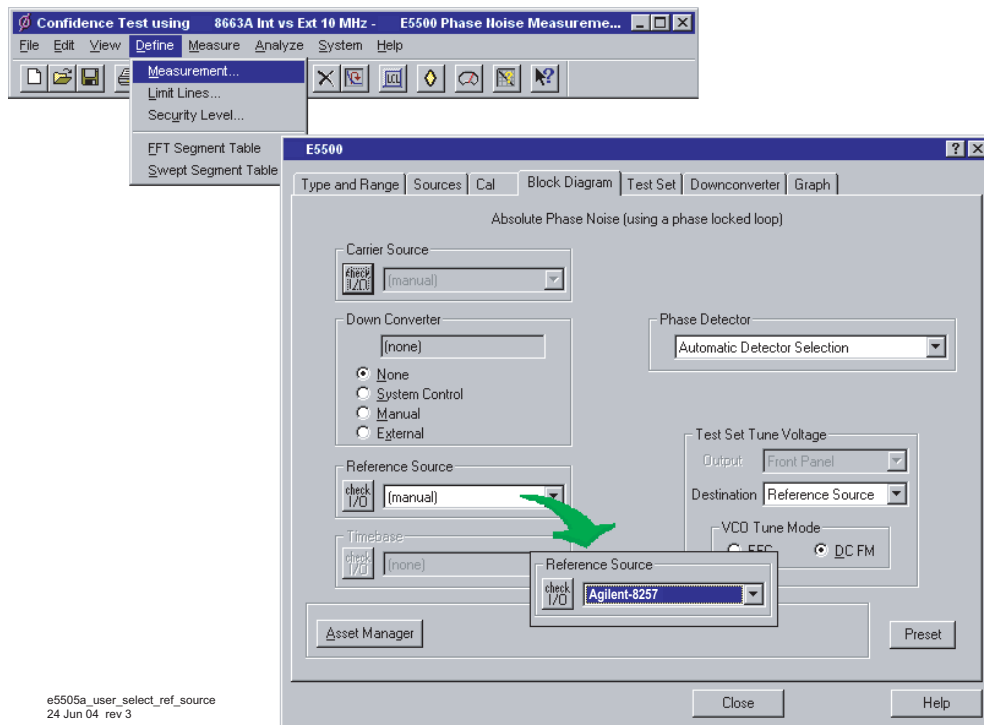 Confidence Test using 8663A Int vs Ext 10 MHz - E5500 Phase Noise Measureme...
File Edit View Define Measure Analyze System Help
LCL
Measurement...
Limit Lines...
Security Level...
FFT Segment Table
Swept Segment Table
E5500
Type and Range Sources Cal Block Diagram Test Set Downconverter Graph
Absolute Phase Noise (using a phase locked loop)
Carrier Source
check I/O (manual)
Down Converter
(none)
None
System Control
Manual
External
Phase Detector
Automatic Detector Selection
Reference Source
check I/O (manual)
Timebase
check I/O (none)
Test Set Tune Voltage
Output Front Panel
Destination Reference Source
VCO Tune Mode
DC FM
Reference Source
check I/O Agilent-8257
Asset Manager
Preset
Close Help
e5505a_user_select_ref_source
24 Jun 04 rev 3